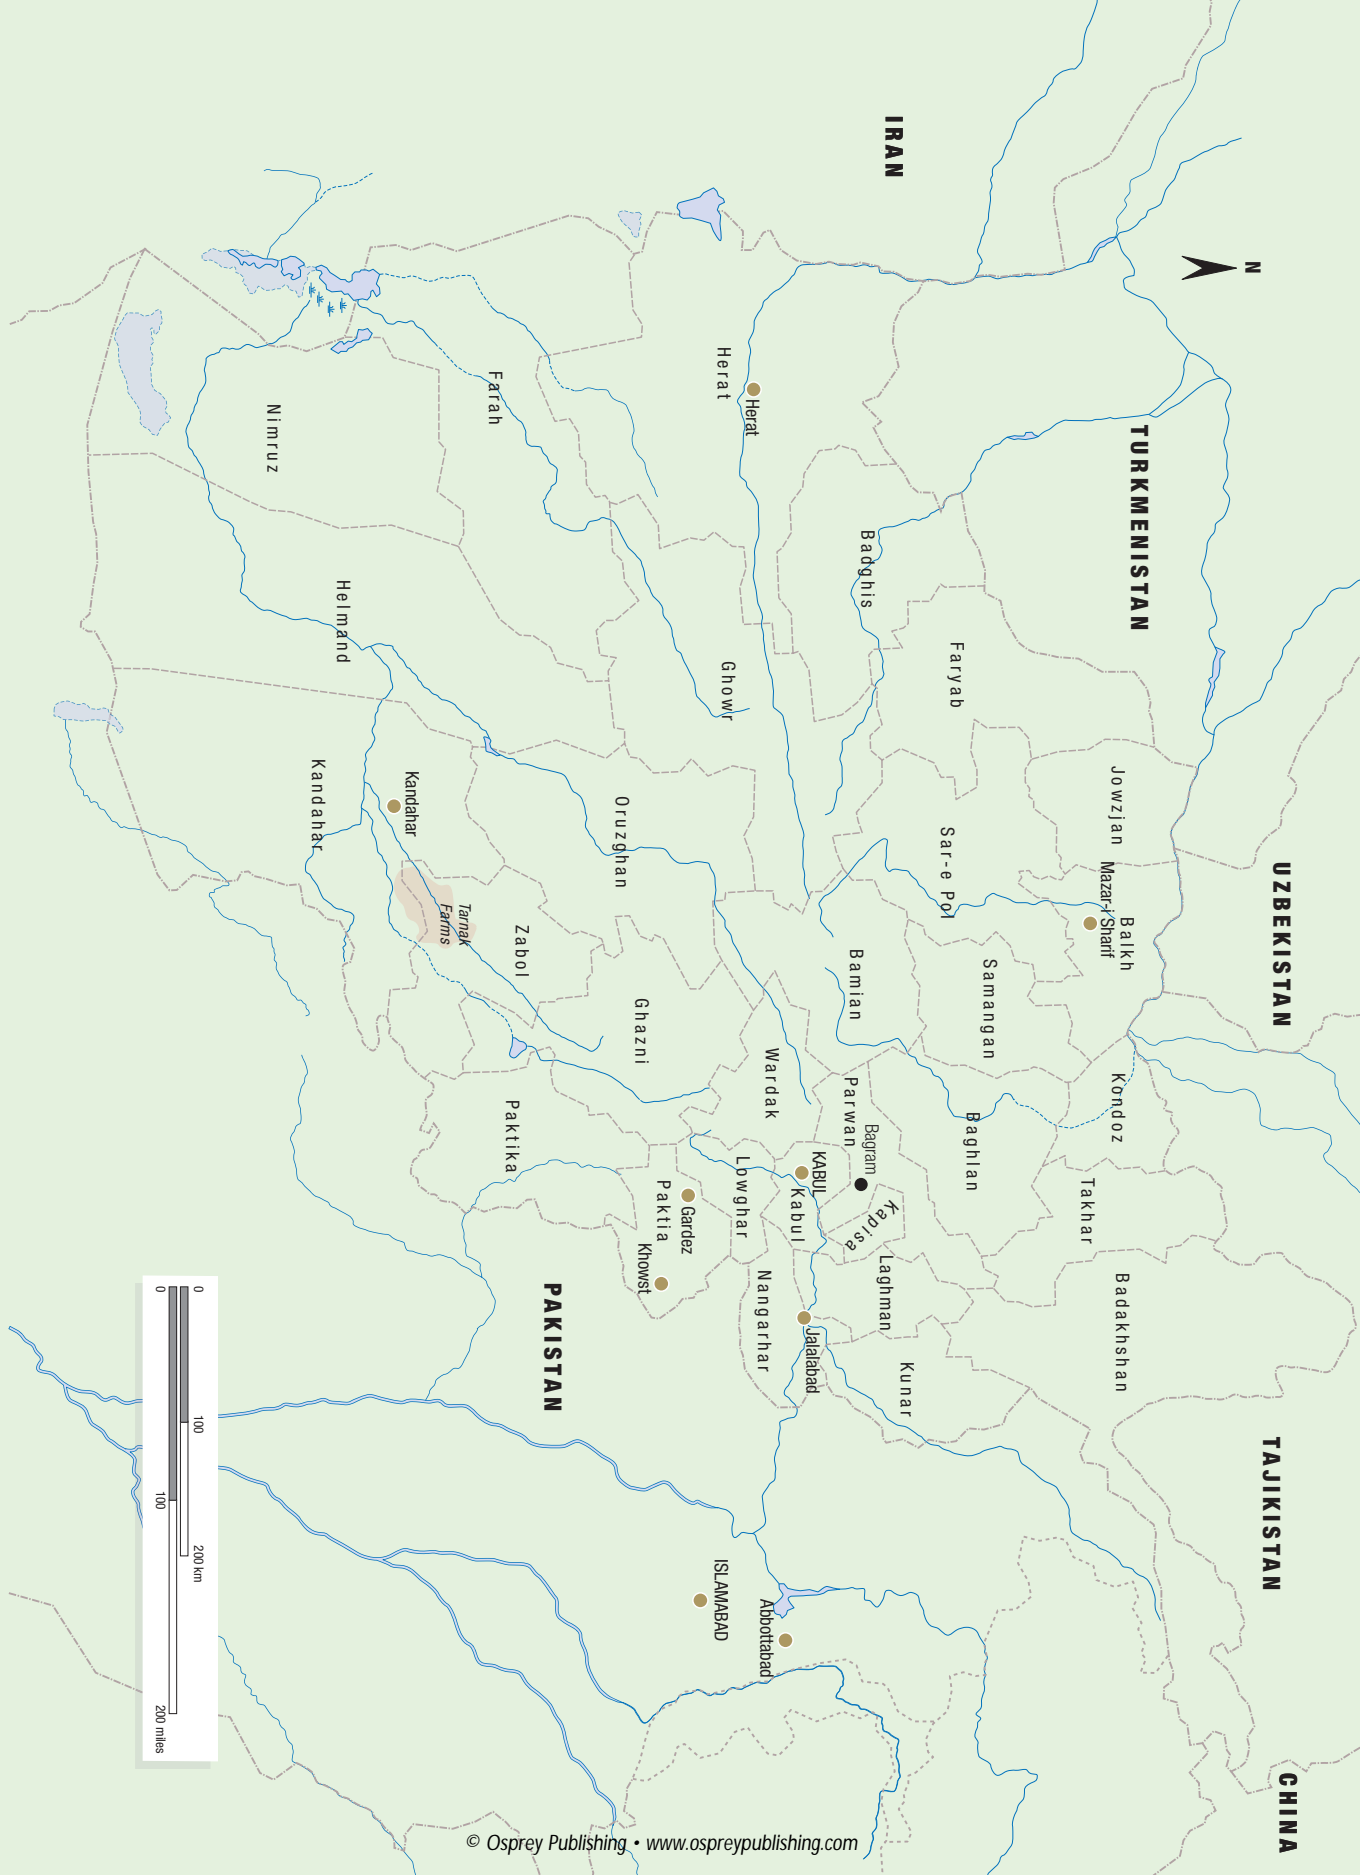 N
IRAN
TURKMENISTAN
UZBEKISTAN
TAJIKISTAN
CHINA
PAKISTAN
Herat
Herat
Badghis
Faryab
Jowzjan
Balkh
Mazar-i Sharif
Sar-e Pol
Samangan
Kondoz
Takhar
Badakhshan
Baghlan
Bamian
Parwan
Bagram
Kapisa
KABUL
Kabul
Laghman
Kunar
Jalalabad
Nangarhar
Lowghar
Wardak
Ghowr
Farah
Nimruz
Helmand
Kandahar
Kandahar
Oruzghan
Tarnak
Farms
Zabol
Ghazni
Paktika
Paktia
Gardez
Khowst
ISLAMABAD
Abbottabad
0
100
200 km
0
100
200 miles
© Osprey Publishing • www.ospreypublishing.com